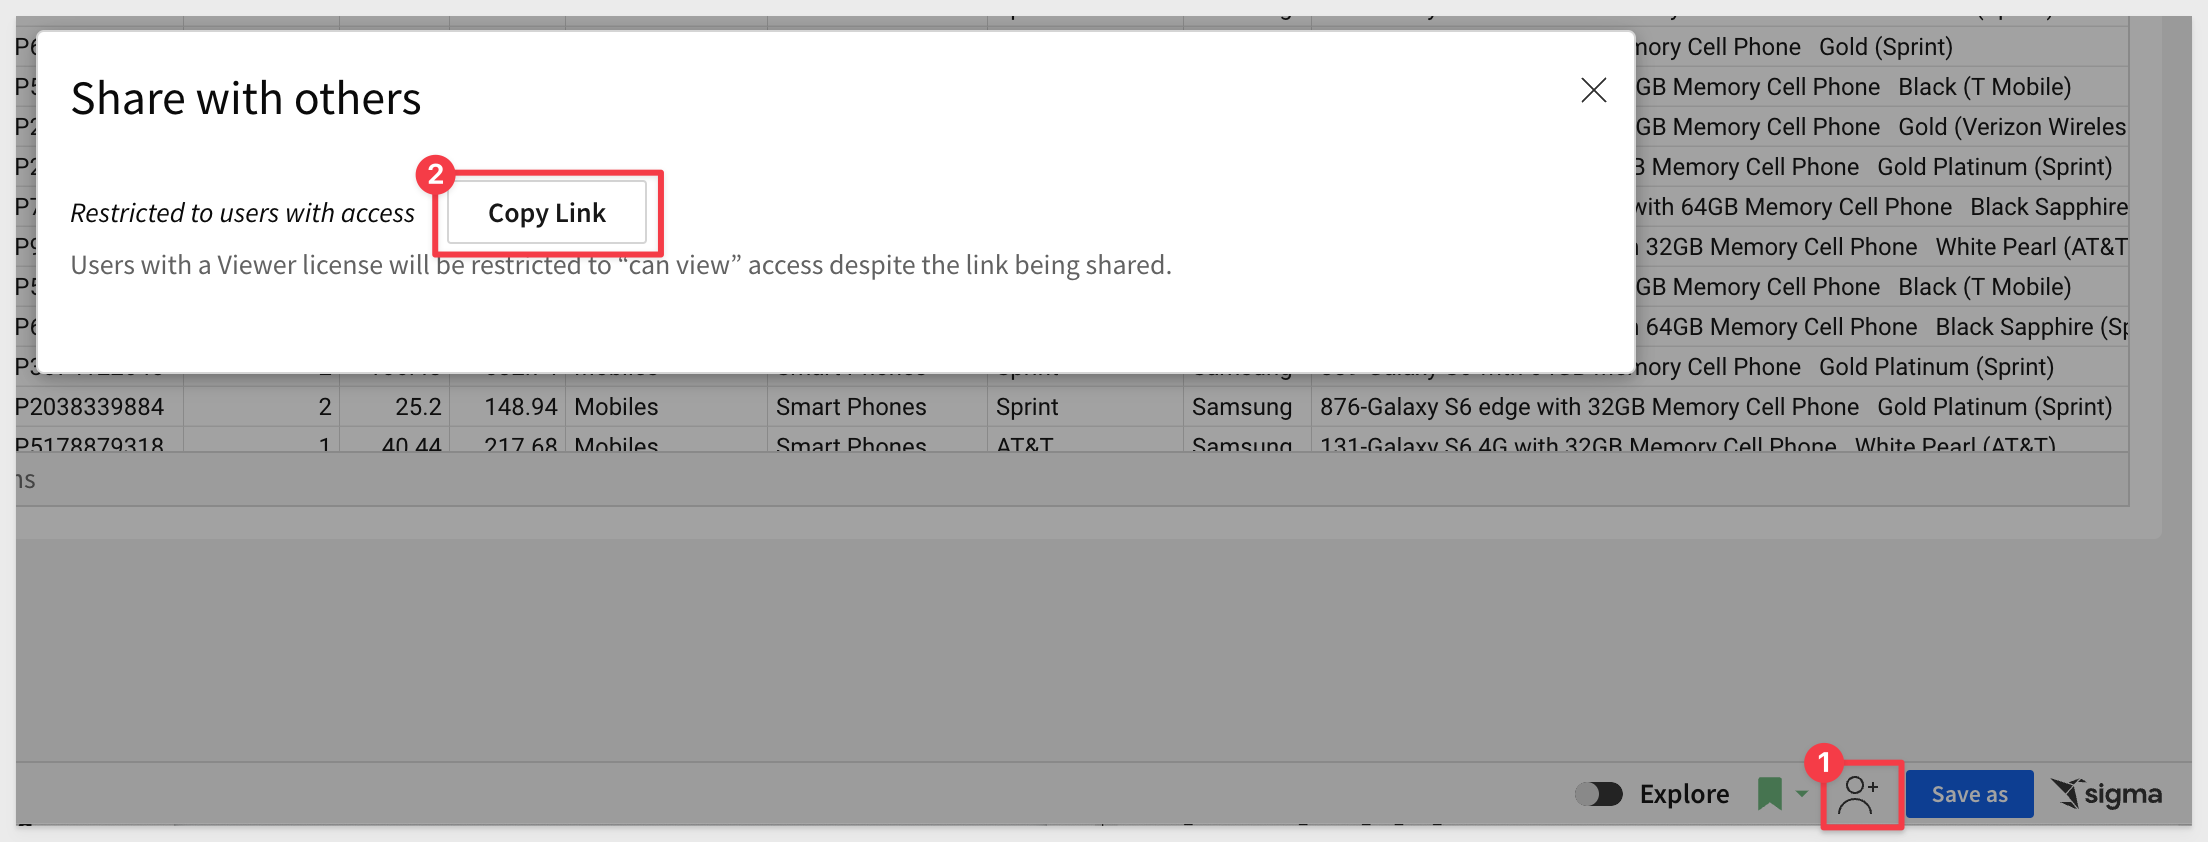 P6 mory Cell Phone Gold (Sprint)
Share with others
P5 GB Memory Cell Phone Black (T Mobile)
P2 GB Memory Cell Phone Gold (Verizon Wireles
P2 B Memory Cell Phone Gold Platinum (Sprint)
2
Restricted to users with access Copy Link
P7 with 64GB Memory Cell Phone Black Sapphire
P9 32GB Memory Cell Phone White Pearl (AT&T
Users with a Viewer license will be restricted to “can view” access despite the link being shared.
P5 GB Memory Cell Phone Black (T Mobile)
P6 64GB Memory Cell Phone Black Sapphire (Sp
mory Cell Phone Gold Platinum (Sprint)
P2038339884 2 25.2 148.94 Mobiles Smart Phones Sprint Samsung 876-Galaxy S6 edge with 32GB Memory Cell Phone Gold Platinum (Sprint)
P5178879318 1 40.44 217.68 Mobiles Smart Phones AT&T Samsung 131-Galaxy S6 4G with 32GB Memory Cell Phone White Pearl (AT&T)
ns
1
Explore Save as sigma